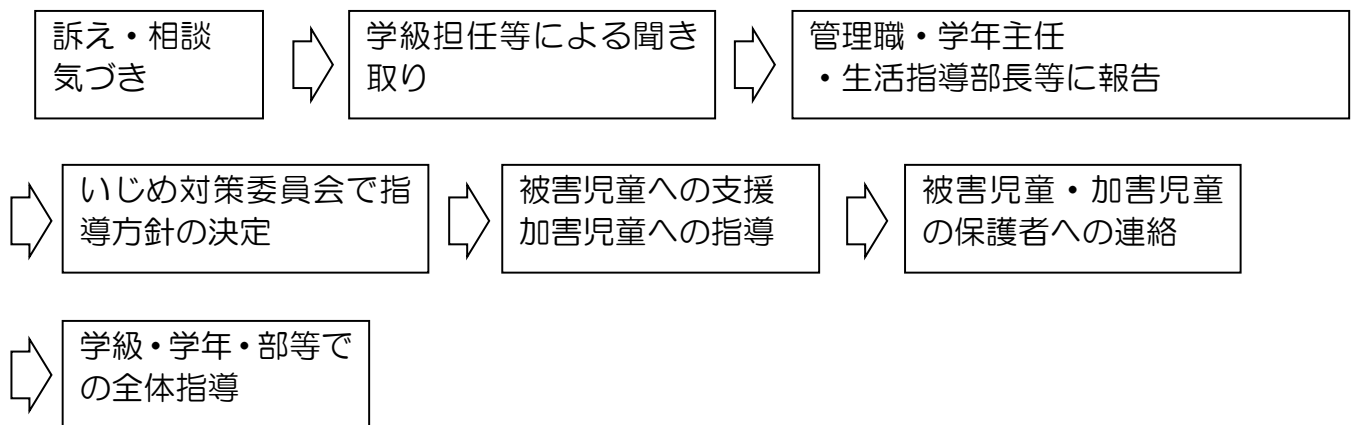 訴え・相談
気づき
学級担任等による聞き
取り
管理職・学年主任
・生活指導部長等に報告
いじめ対策委員会で指
導方針の決定
被害児童への支援
加害児童への指導
被害児童・加害児童
の保護者への連絡
学級・学年・部等で
の全体指導